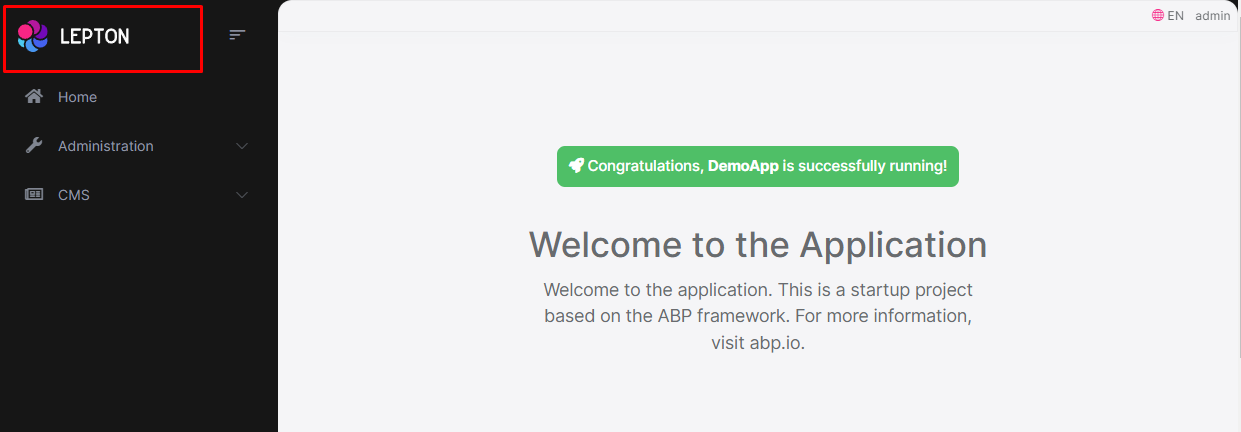 LEPTON
EN admin
Home
Administration
CMS
Congratulations, DemoApp is successfully running!
Welcome to the Application
Welcome to the application. This is a startup project
based on the ABP framework. For more information,
visit abp.io.